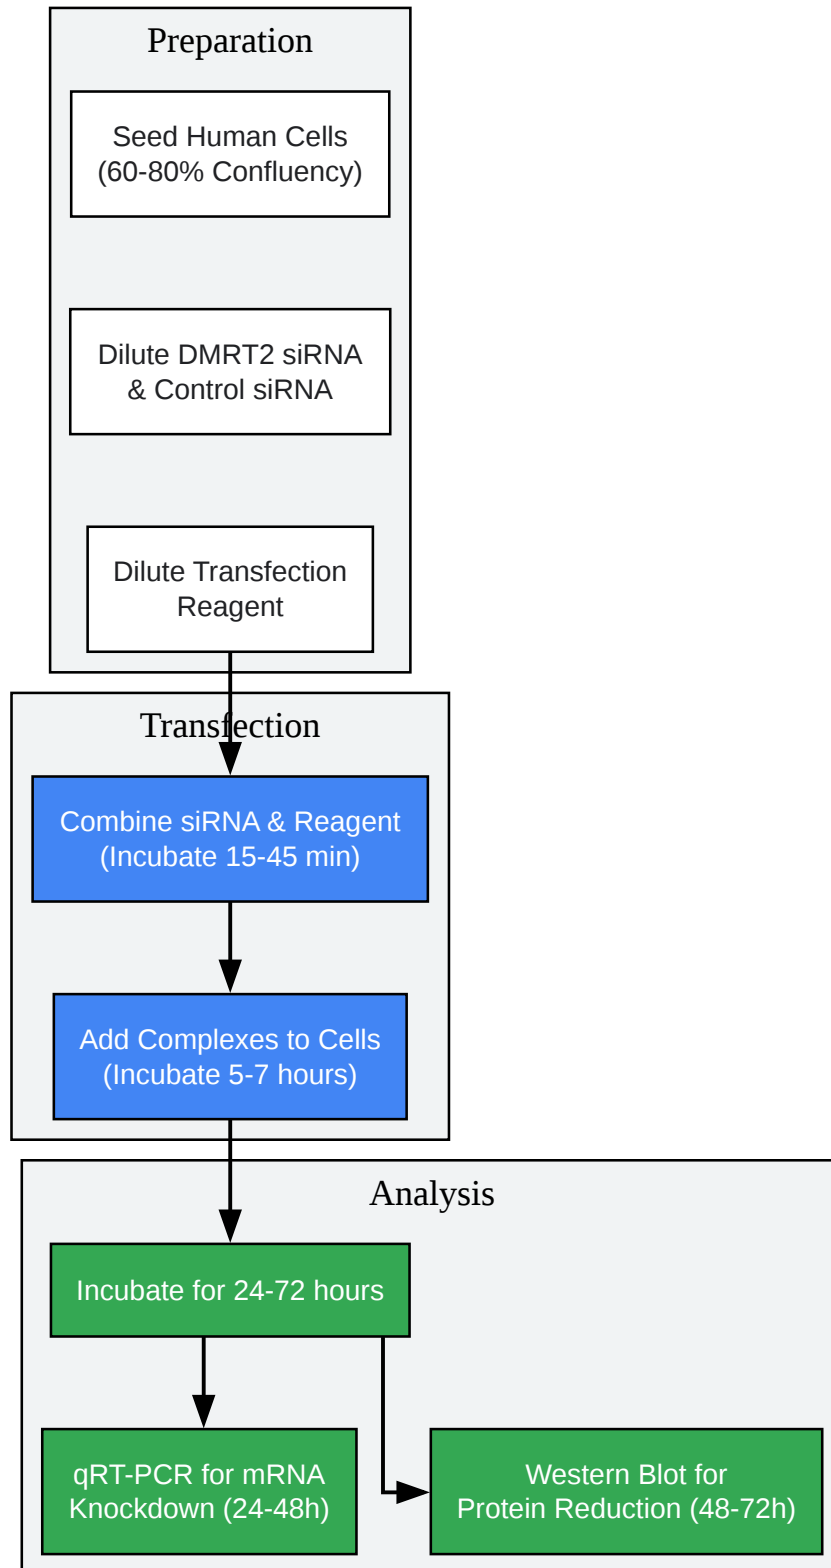 Preparation
Seed Human Cells
(60-80% Confluency)
Dilute DMRT2 siRNA
& Control siRNA
Dilute Transfection
Reagent
Transfection
Combine siRNA & Reagent
(Incubate 15-45 min)
Add Complexes to Cells
(Incubate 5-7 hours)
Analysis
Incubate for 24-72 hours
qRT-PCR for mRNA
Knockdown (24-48h)
Western Blot for
Protein Reduction (48-72h)